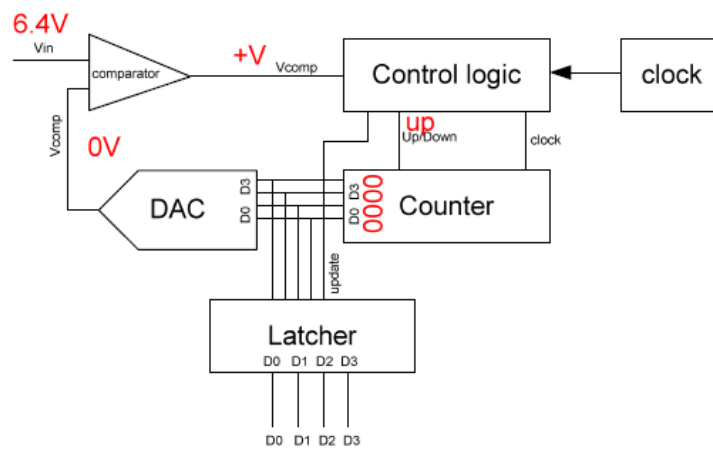 6.4V
Vin
comparator
+V
Vcomp
Control logic
clock
Vcomp
0V
up
Up/Down
clock
DAC
D3
D0
D3
D0
0000
Counter
update
Latcher
D0 D1 D2 D3
D0 D1 D2 D3